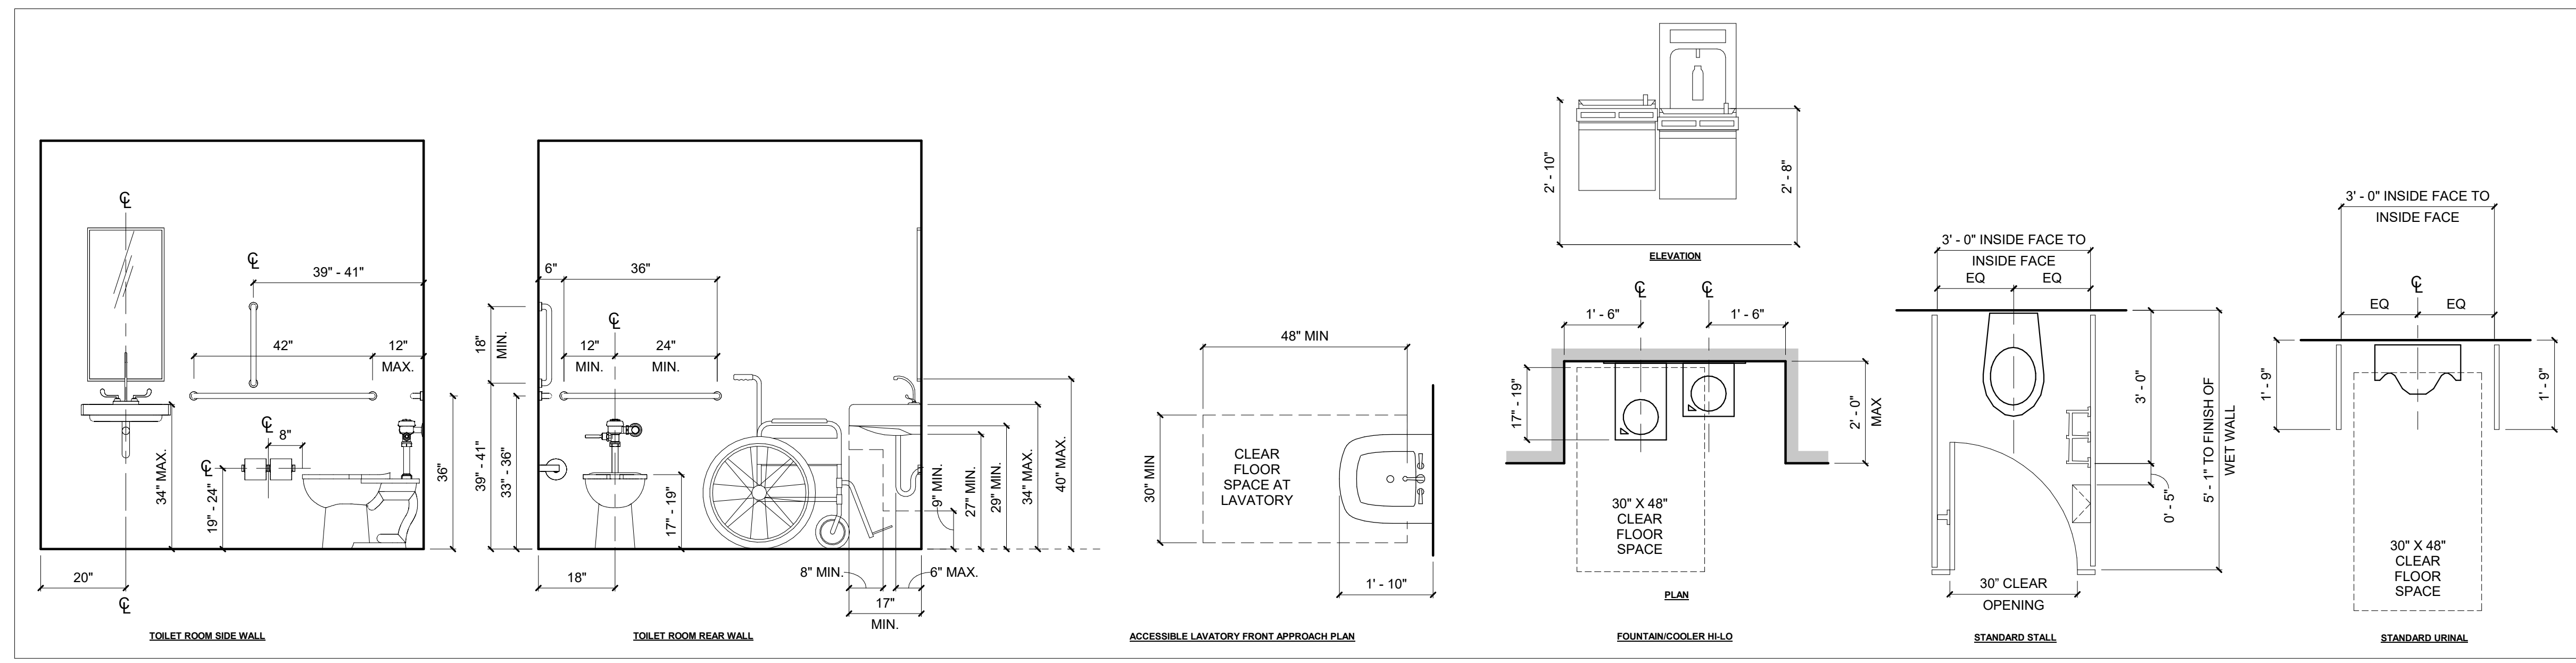 ℄
℄
39" - 41"
42"
12"
MAX.
℄
8"
℄
34" MAX.
19" - 24"
36"
20"
℄
TOILET ROOM SIDE WALL
6"
36"
18"
MIN.
℄
12"
MIN.
24"
MIN.
39" - 41"
33" - 36"
17" - 19"
9" MIN.
27" MIN.
29" MIN.
34" MAX.
40" MAX.
18"
8" MIN.
6" MAX.
17"
MIN.
TOILET ROOM REAR WALL
48" MIN
30" MIN
CLEAR
FLOOR
SPACE AT
LAVATORY
1' - 10"
ACCESSIBLE LAVATORY FRONT APPROACH PLAN
2' - 10"
2' - 8"
ELEVATION
℄
℄
1' - 6"
1' - 6"
17" - 19"
2' - 0"
MAX
30" X 48"
CLEAR
FLOOR
SPACE
PLAN
FOUNTAIN/COOLER HI-LO
3' - 0" INSIDE FACE TO
INSIDE FACE
EQ
EQ
3' - 0"
0' - 5"
5' - 1" TO FINISH OF
WET WALL
30" CLEAR
OPENING
STANDARD STALL
3' - 0" INSIDE FACE TO
INSIDE FACE
℄
EQ
EQ
1' - 9"
1' - 9"
30" X 48"
CLEAR
FLOOR
SPACE
STANDARD URINAL